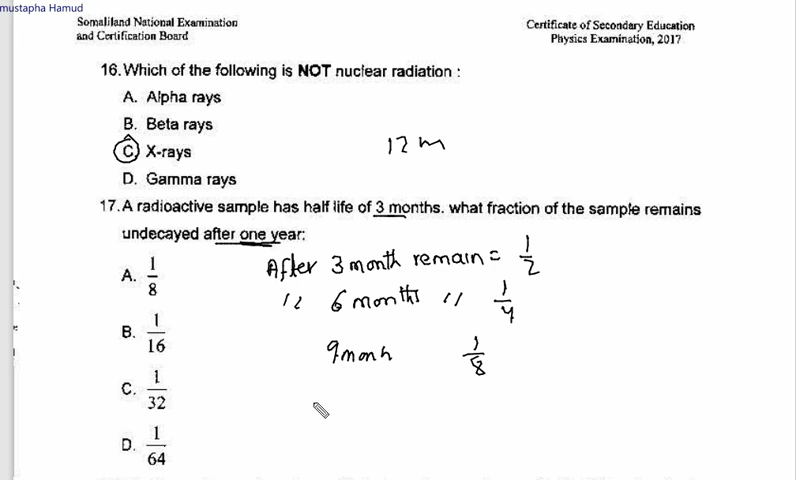 mustapha Hamud
Somaliland National Examination
and Certification Board
Certificate of Secondary Education
Physics Examination, 2017
16. Which of the following is NOT nuclear radiation :
A. Alpha rays
B. Beta rays
C. X-rays
D. Gamma rays
12 m
17. A radioactive sample has half life of 3 months. what fraction of the sample remains
undecayed after one year:
A. 1/8
B. 1/16
C. 1/32
D. 1/64
After 3 month remain = 1/2
" 6 months " 1/4
9 month 1/8